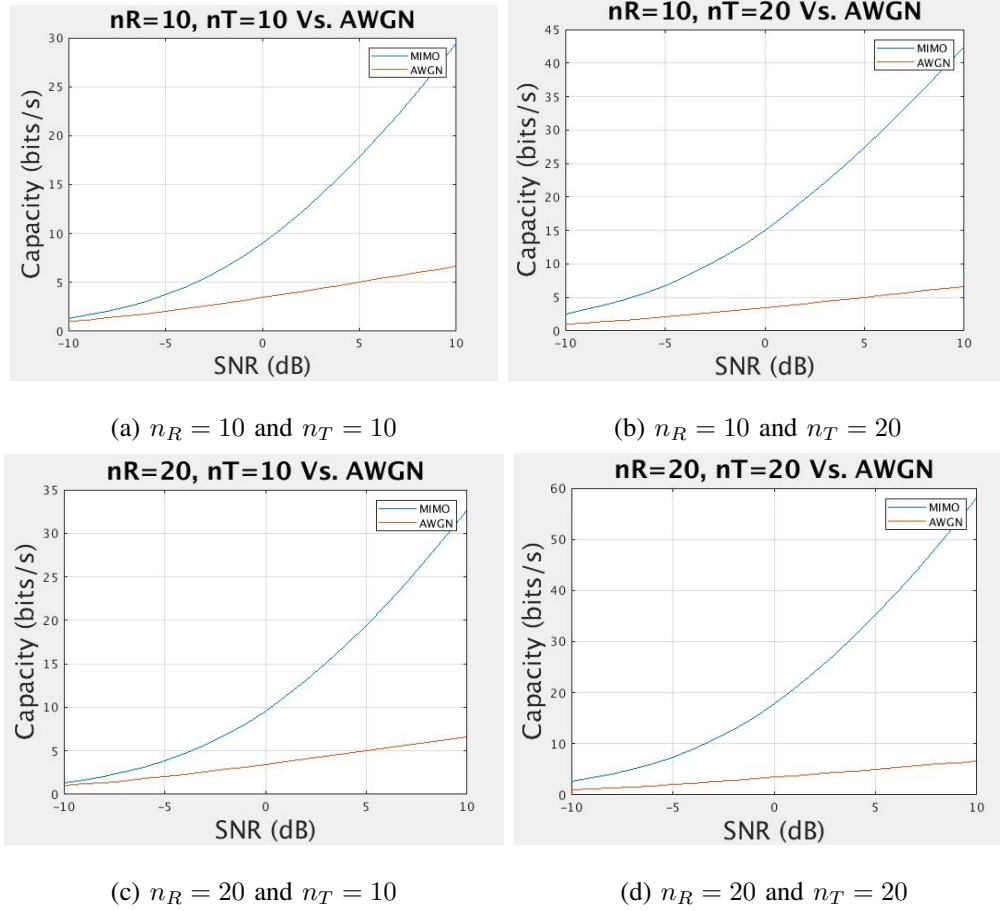 nR=10, nT=10 Vs. AWGN
30
25
20
15
10
5
0
-10
-5
0
5
10
Capacity (bits/s)
SNR (dB)
MIMO
AWGN
(a) n_R = 10 and n_T = 10
nR=10, nT=20 Vs. AWGN
45
40
35
30
25
20
15
10
5
0
-10
-5
0
5
10
Capacity (bits/s)
SNR (dB)
MIMO
AWGN
(b) n_R = 10 and n_T = 20
nR=20, nT=10 Vs. AWGN
35
30
25
20
15
10
5
0
-10
-5
0
5
10
Capacity (bits/s)
SNR (dB)
MIMO
AWGN
(c) n_R = 20 and n_T = 10
nR=20, nT=20 Vs. AWGN
60
50
40
30
20
10
0
-10
-5
0
5
10
Capacity (bits/s)
SNR (dB)
MIMO
AWGN
(d) n_R = 20 and n_T = 20